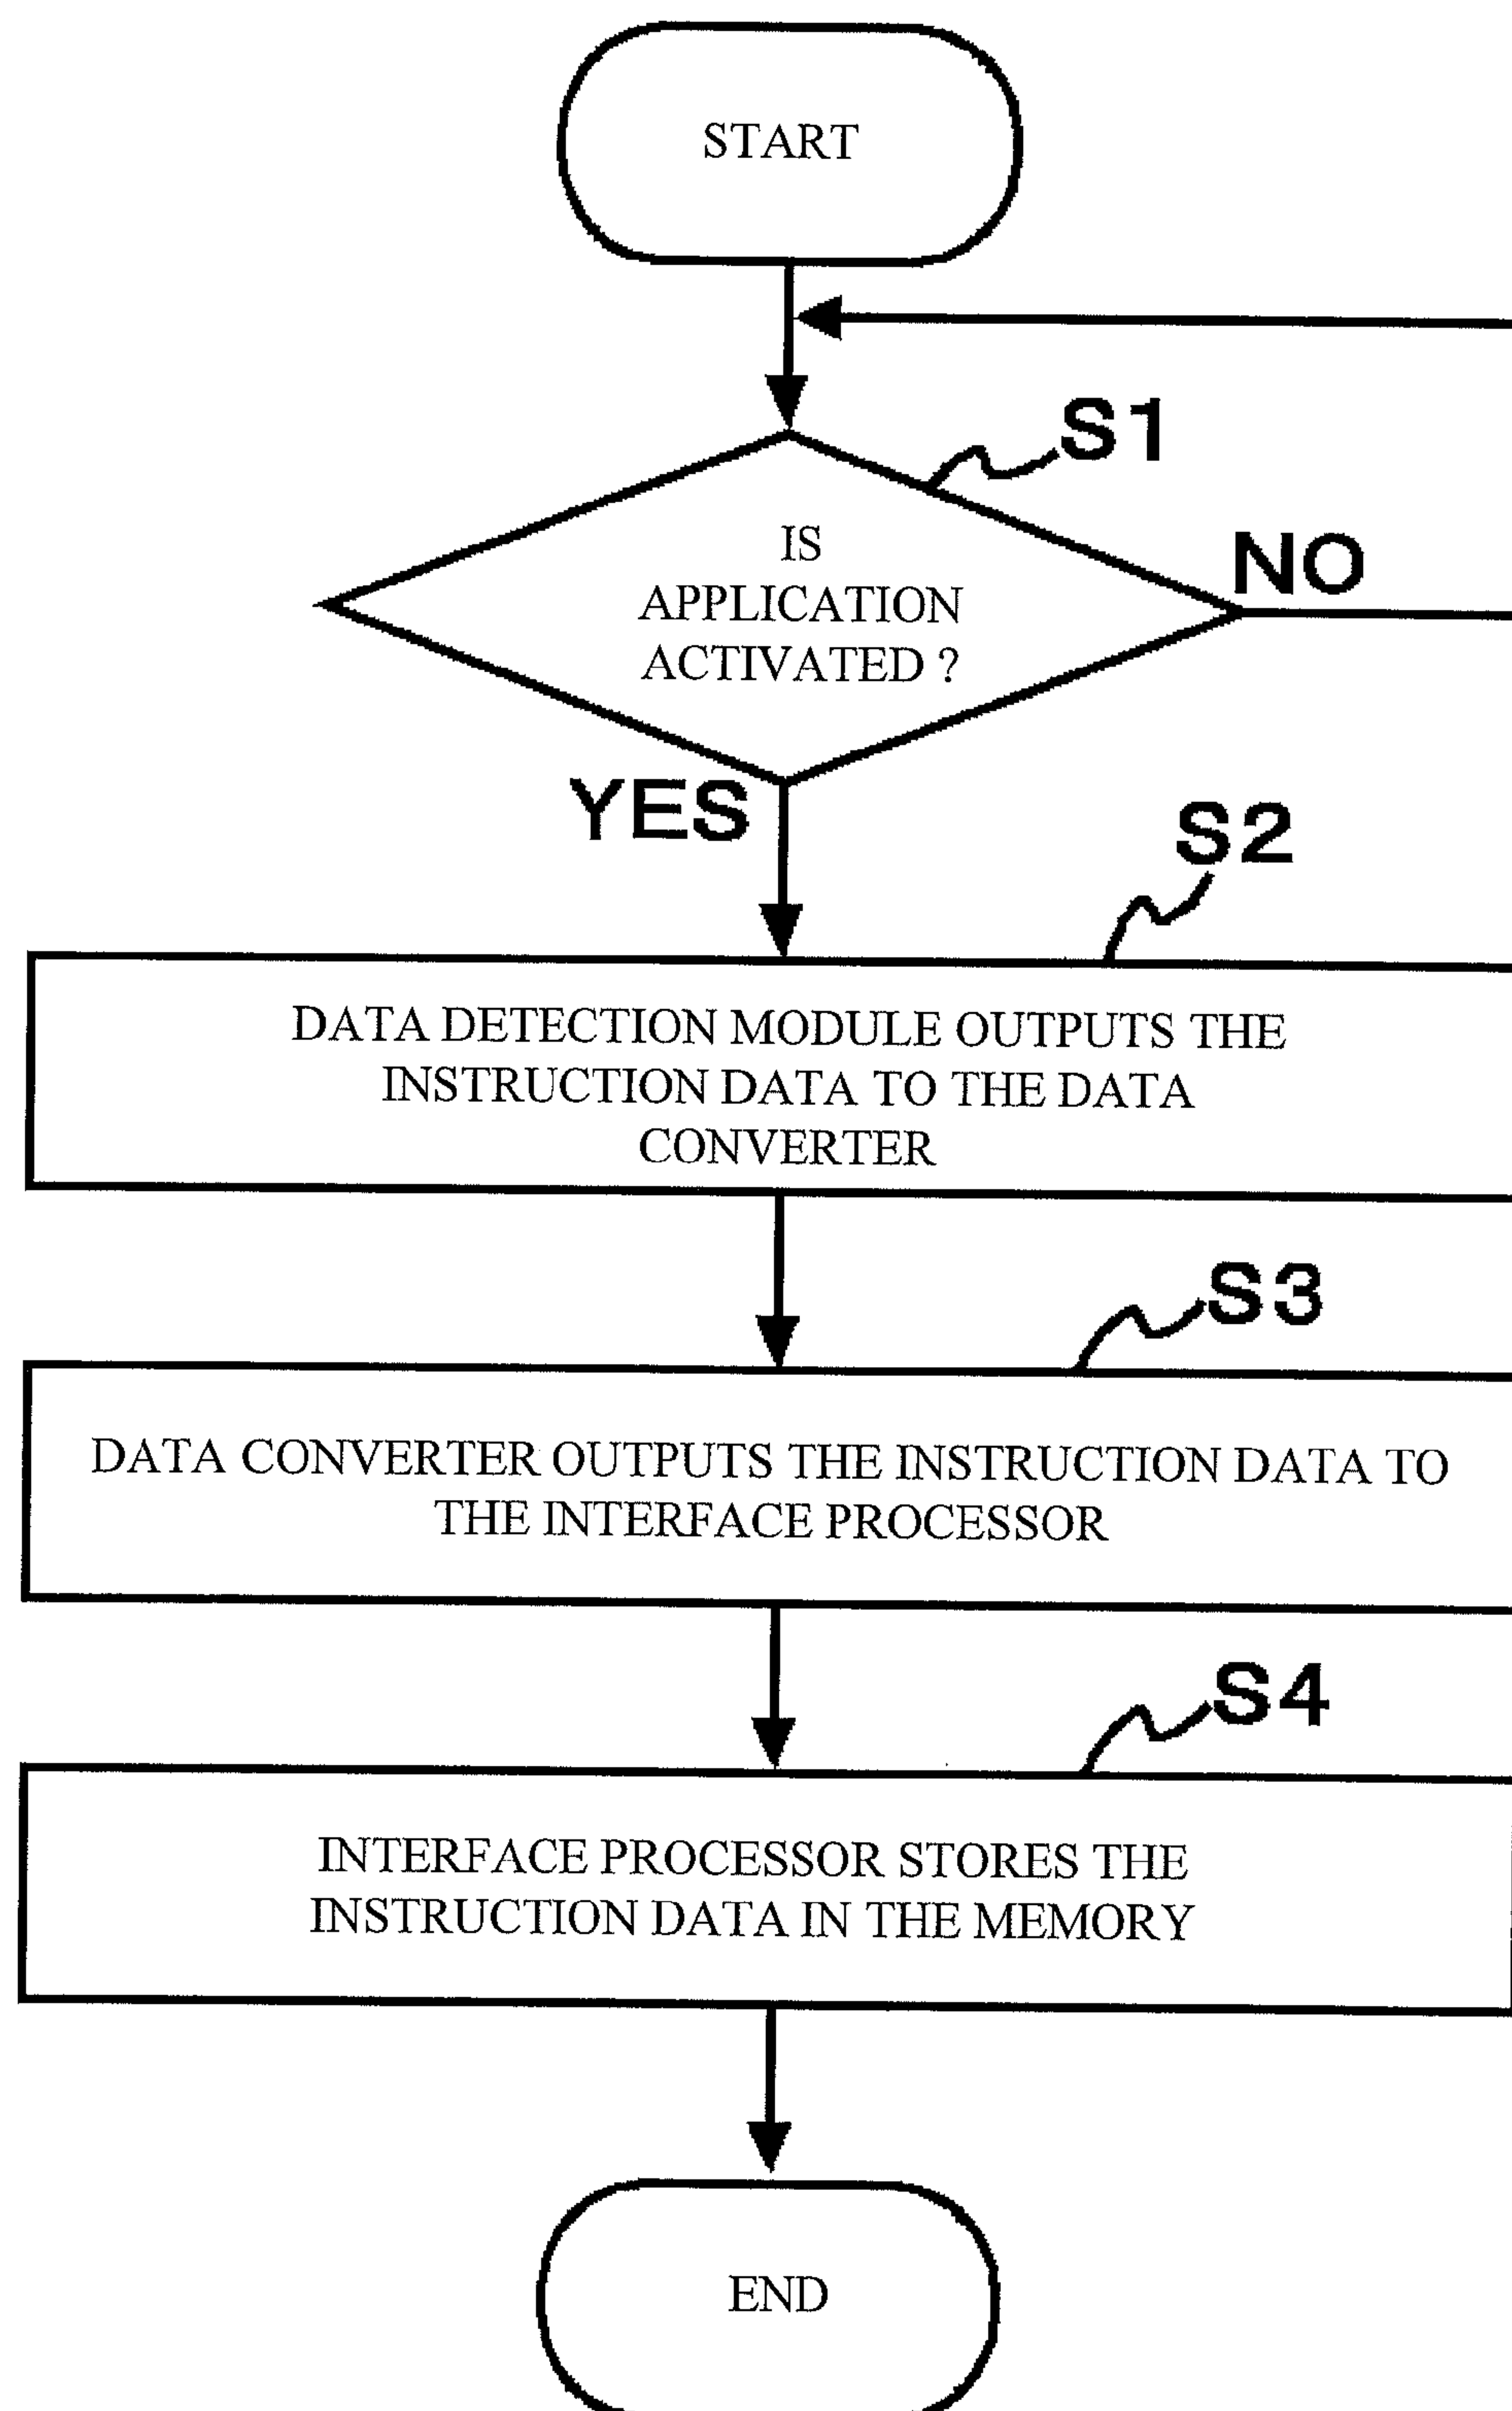 START
S1
IS
APPLICATION
ACTIVATED ?
NO
YES
S2
DATA DETECTION MODULE OUTPUTS THE
INSTRUCTION DATA TO THE DATA
CONVERTER
S3
DATA CONVERTER OUTPUTS THE INSTRUCTION DATA TO
THE INTERFACE PROCESSOR
S4
INTERFACE PROCESSOR STORES THE
INSTRUCTION DATA IN THE MEMORY
END